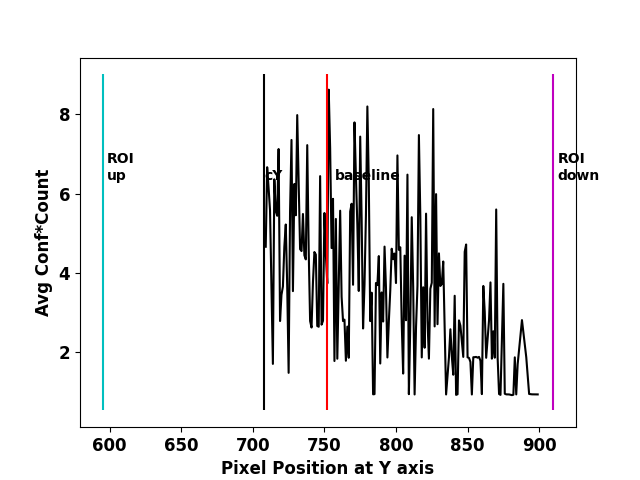 ROI
up
cY
baseline
ROI
down
8
6
4
2
Avg Conf*Count
600 650 700 750 800 850 900
Pixel Position at Y axis